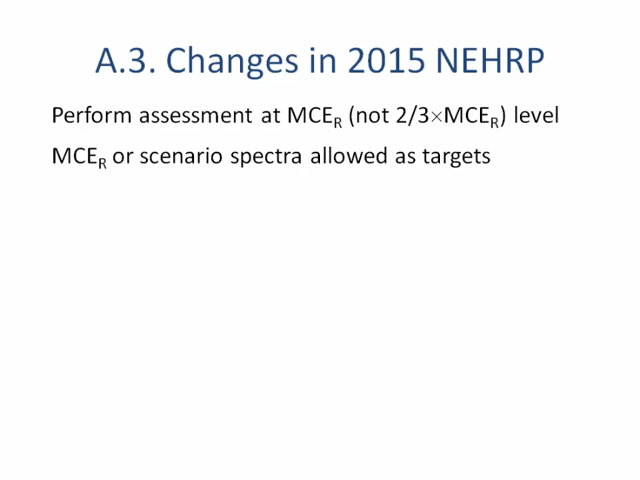 A.3. Changes in 2015 NEHRP
Perform assessment at MCE_R (not 2/3×MCE_R) level
MCE_R or scenario spectra allowed as targets